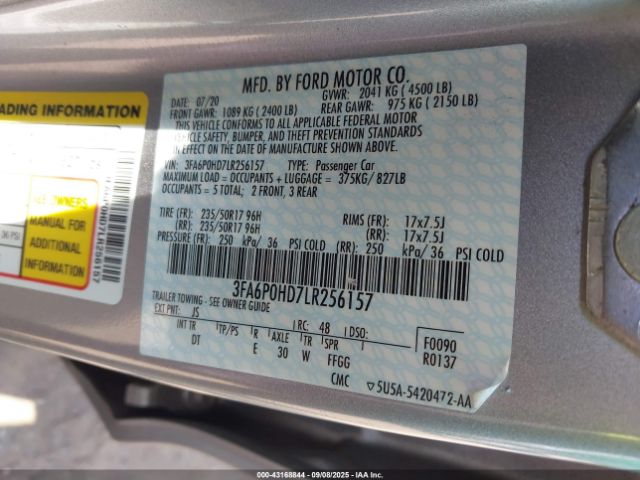 ADING INFORMATION
SEE OWNERS
MANUAL FOR
ADDITIONAL
INFORMATION
3FA6P0HD7LR256157
MFD. BY FORD MOTOR CO.
DATE: 07/20
GVWR: 2041 KG ( 4500 LB)
FRONT GAWR: 1089 KG ( 2400 LB)
REAR GAWR: 975 KG ( 2150 LB)
THIS VEHICLE CONFORMS TO ALL APPLICABLE FEDERAL MOTOR
VEHICLE SAFETY, BUMPER, AND THEFT PREVENTION STANDARDS
IN EFFECT ON THE DATE OF MANUFACTURE SHOWN ABOVE.
VIN: 3FA6P0HD7LR256157 TYPE: Passenger Car
MAXIMUM LOAD = OCCUPANTS + LUGGAGE = 375KG/ 827LB
OCCUPANTS = 5 TOTAL; 2 FRONT, 3 REAR
TIRE (FR): 235/50R17 96H RIMS (FR): 17x7.5J
(RR): 235/50R17 96H (RR): 17x7.5J
PRESSURE (FR): 250 kPa/ 36 PSI COLD (RR): 250 kPa/ 36 PSI COLD
3FA6P0HD7LR256157
TRAILER TOWING - SEE OWNER GUIDE
EXT PNT: JS RC: 48 DSO: F0090
INT TR TP/PS R AXLE TR SPR R0137
DT E 30 W FFGG
CMC ▽5U5A-5420472-AA
000-43168844 | 09/08/2025 | IAA CA